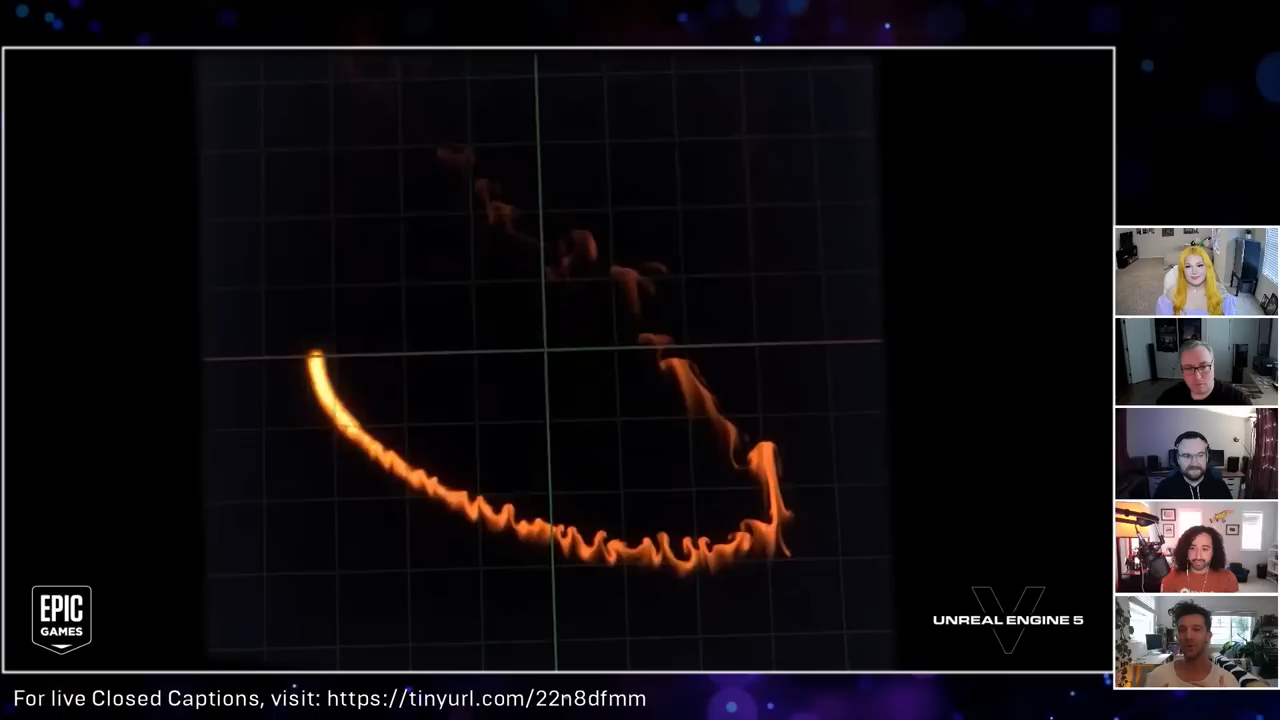 EPIC
GAMES
UNREAL ENGINE 5
For live Closed Captions, visit: https://tinyurl.com/22n8dfmm